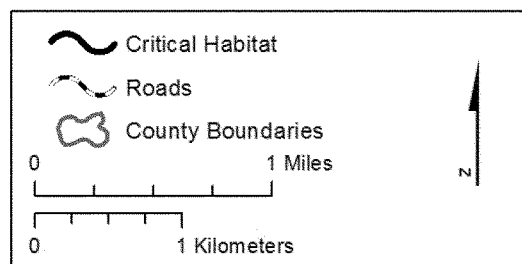 Critical Habitat
Roads
County Boundaries
0 1 Miles
0 1 Kilometers
N